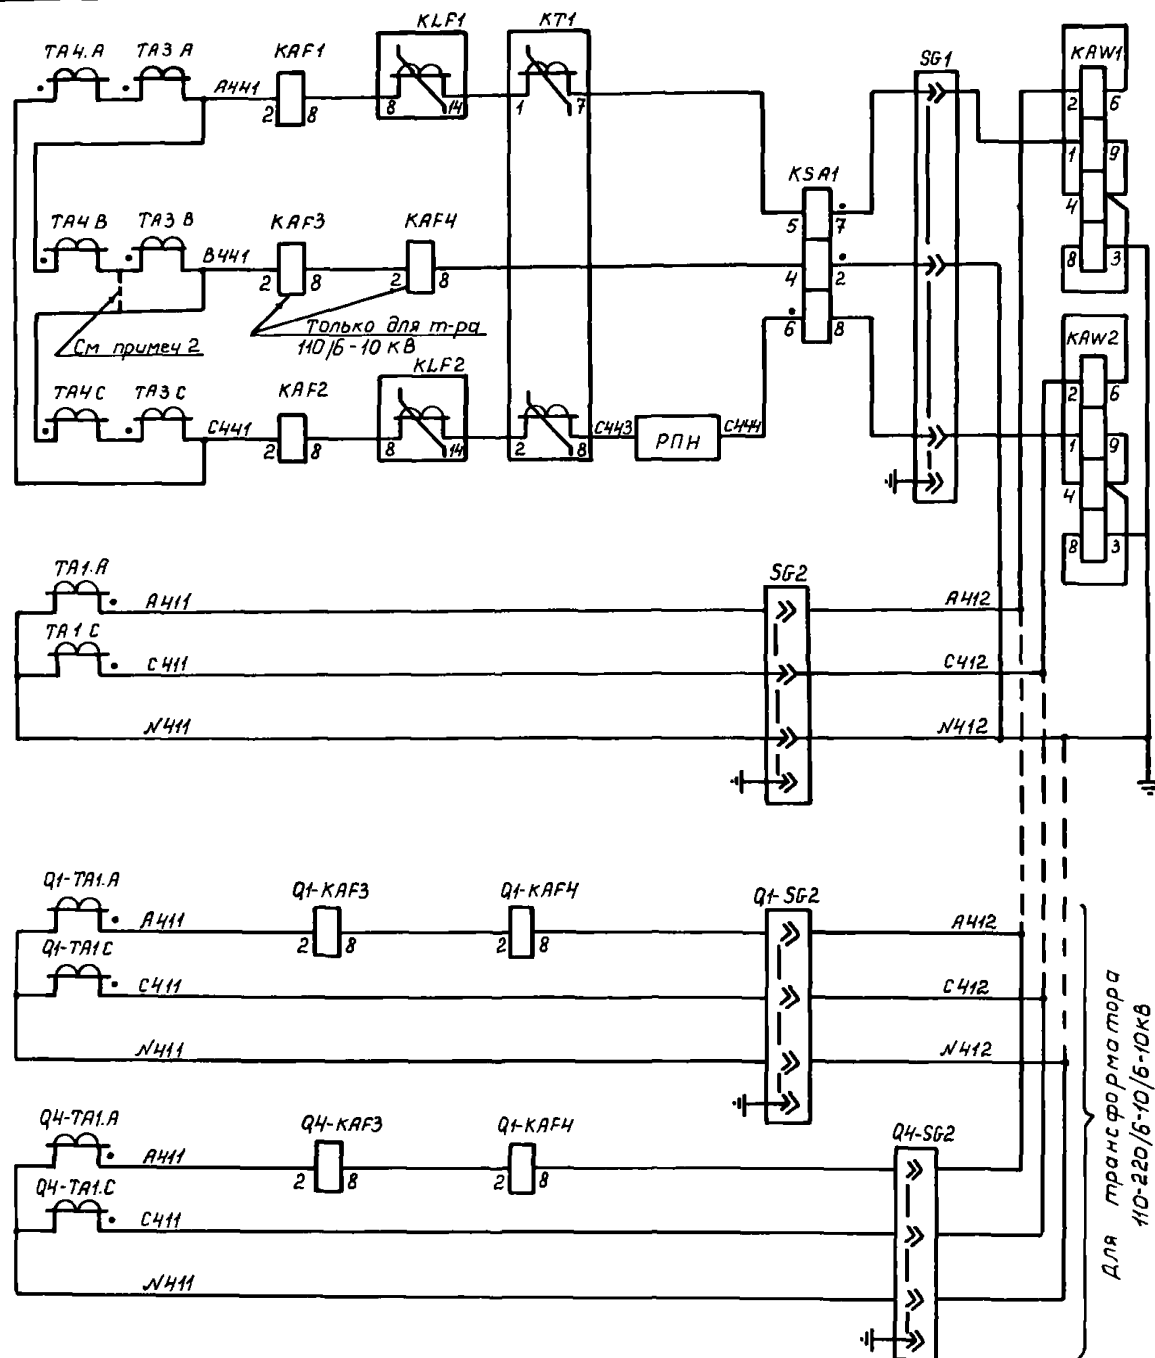 KLF1 KT1
TA4.A TA3 A KAF1 SG1 KAW1
A441
2 8 8 14 1 7 2 6
1 9
KSA1
4
TA4 B TA3 B KAF3 KAF4 5 7
B441
2 8 2 8 4 2 8 3
Только для т-ра
110/6-10 кВ
6 8
См примеч 2
KLF2 KAW2
TA4C TA3 C KAF2
2 6
C441 C443 РПН C444
2 8 8 14 2 8 1 9
4
8 3
TA1.A SG2
A411 A412
TA1 C
C411 C412
N411 N412
Q1-TA1.A Q1-KAF3 Q1-KAF4 Q1-SG2
A411 A412
2 8 2 8
Q1-TA1C
C411 C412
N411 N412
Q4-TA1.A Q4-KAF3 Q1-KAF4 Q4-SG2
A411
2 8 2 8
Q4-TA1.C
C411
N411
Для трансформатора
110-220/6-10/6-10кВ